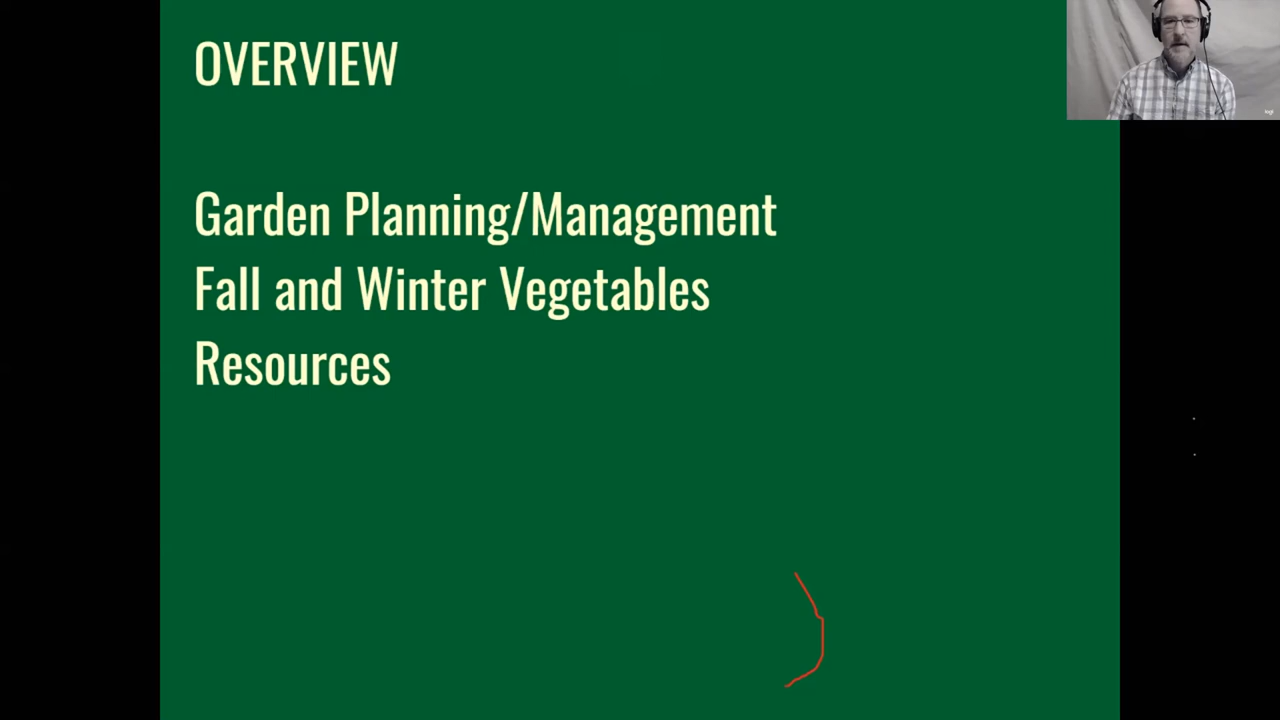 OVERVIEW
Garden Planning/Management
Fall and Winter Vegetables
Resources